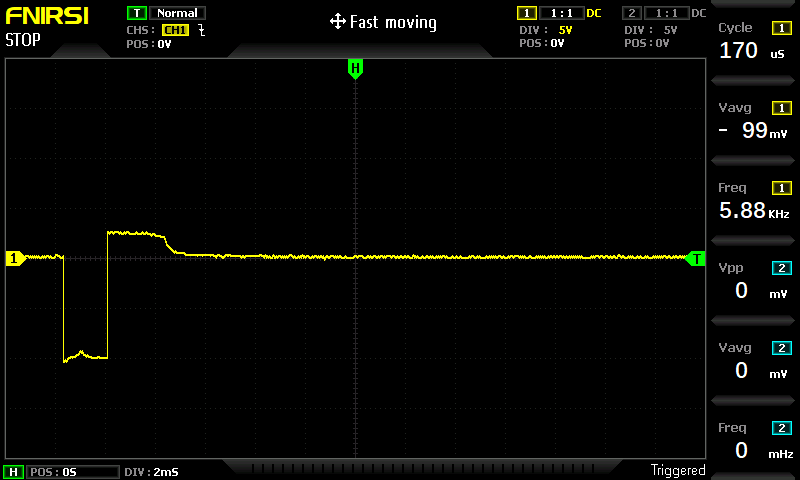 FNIRSI
STOP
T Normal
CHS: CH1
POS: 0V
Fast moving
1 1:1 DC
DIV: 5V
POS: 0V
2 1:1 DC
DIV: 5V
POS: 0V
H
1
T
Cycle 1
170 uS
Vavg 1
- 99 mV
Freq 1
5.88 KHz
Vpp 2
0 mV
Vavg 2
0 mV
Freq 2
0 mHz
H POS: 0S DIV: 2mS
Triggered